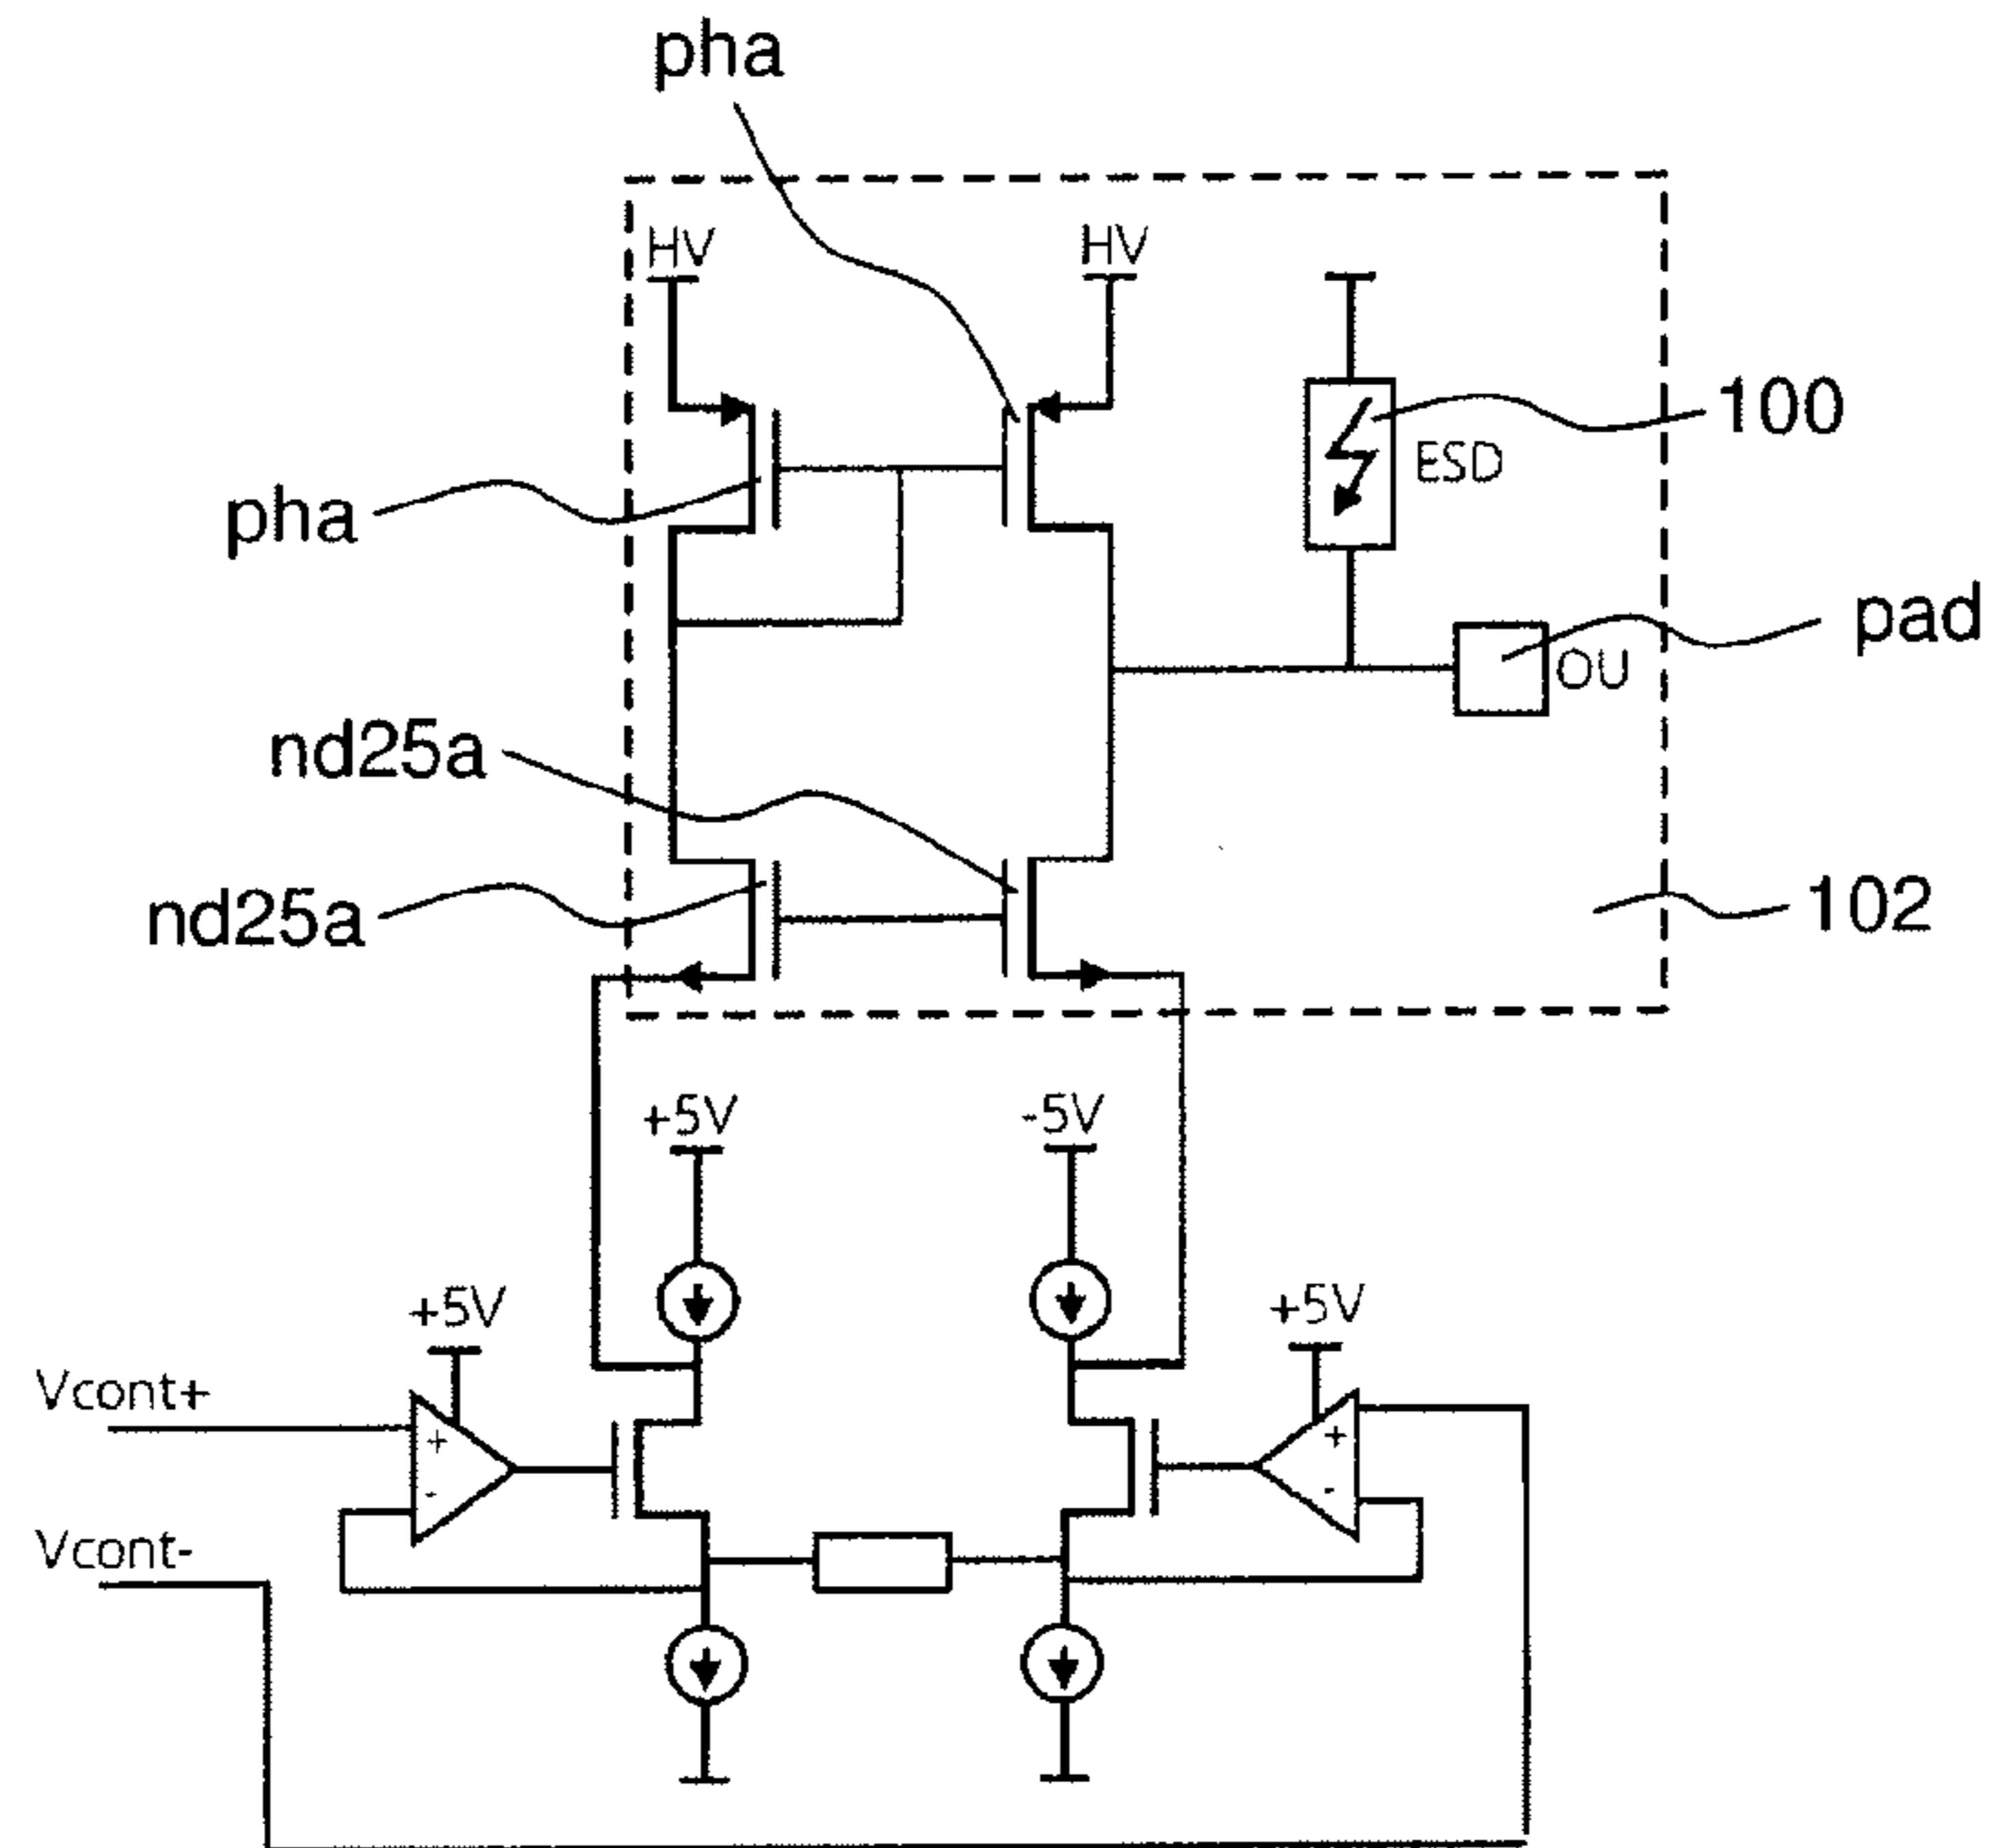 pha
HV
HV
100
ESD
pha
pad
OU
nd25a
nd25a
102
+5V
-5V
+5V
+5V
Vcont+
+
+
-
-
Vcont-